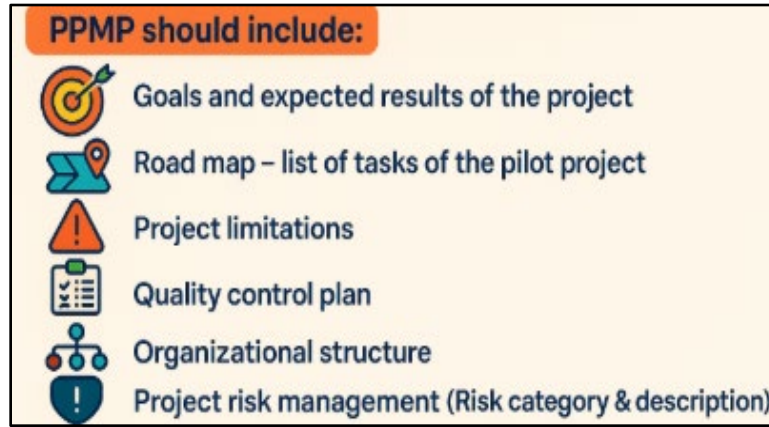 PPMP should include:
Goals and expected results of the project
Road map – list of tasks of the pilot project
Project limitations
Quality control plan
Organizational structure
Project risk management (Risk category & description)